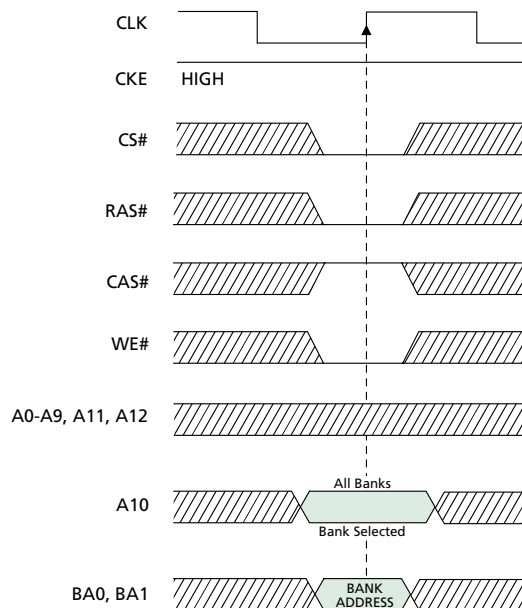 CLK
CKE HIGH
CS#
RAS#
CAS#
WE#
A0-A9, A11, A12
All Banks
A10
Bank Selected
BA0, BA1
BANK
ADDRESS